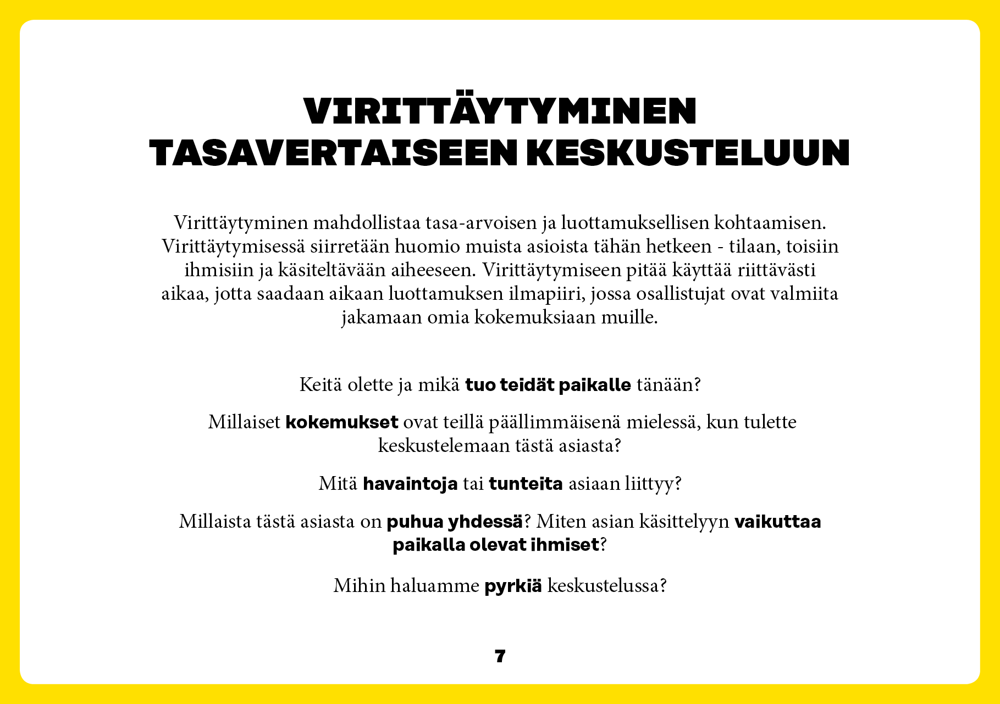 VIRITTÄYTYMINEN
TASAVERTAISEEN KESKUSTELUUN
Virittäytyminen mahdollistaa tasa-arvoisen ja luottamuksellisen kohtaamisen.
Virittäytymisessä siirretään huomio muista asioista tähän hetkeen - tilaan, toisiin
ihmisiin ja käsiteltävään aiheeseen. Virittäytymiseen pitää käyttää riittävästi
aikaa, jotta saadaan aikaan luottamuksen ilmapiiri, jossa osallistujat ovat valmiita
jakamaan omia kokemuksiaan muille.
Keitä olette ja mikä tuo teidät paikalle tänään?
Millaiset kokemukset ovat teillä päällimmäisenä mielessä, kun tulette
keskustelemaan tästä asiasta?
Mitä havaintoja tai tunteita asiaan liittyy?
Millaista tästä asiasta on puhua yhdessä? Miten asian käsittelyyn vaikuttaa
paikalla olevat ihmiset?
Mihin haluamme pyrkiä keskustelussa?
7